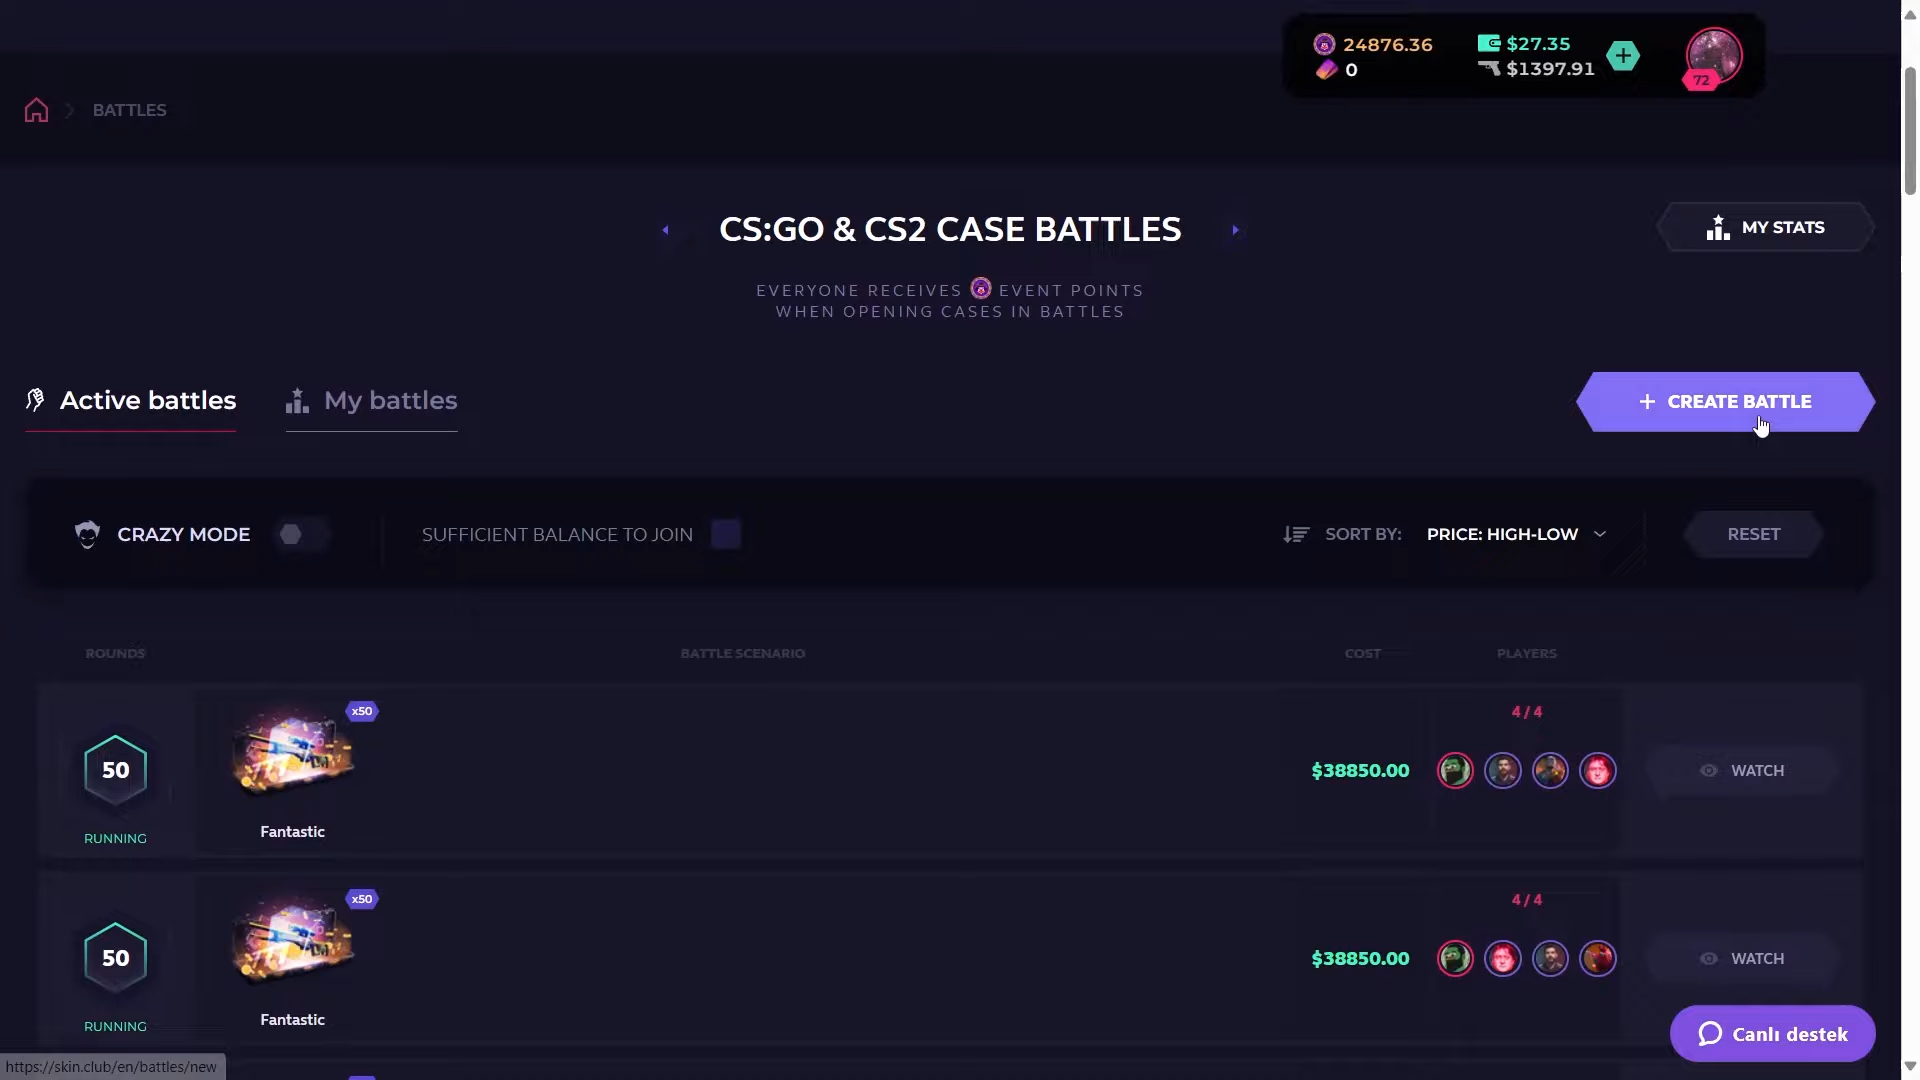 24876.36
$27.35
0
$1397.91
72
BATTLES
CS:GO & CS2 CASE BATTLES
MY STATS
EVERYONE RECEIVES EVENT POINTS
WHEN OPENING CASES IN BATTLES
Active battles
My battles
+ CREATE BATTLE
CRAZY MODE
SUFFICIENT BALANCE TO JOIN
SORT BY:
PRICE: HIGH-LOW
RESET
ROUNDS
BATTLE SCENARIO
COST
PLAYERS
x50
4 / 4
50
$38850.00
WATCH
Fantastic
RUNNING
x50
4 / 4
50
$38850.00
WATCH
Fantastic
RUNNING
Canlı destek
https://skin.club/en/battles/new